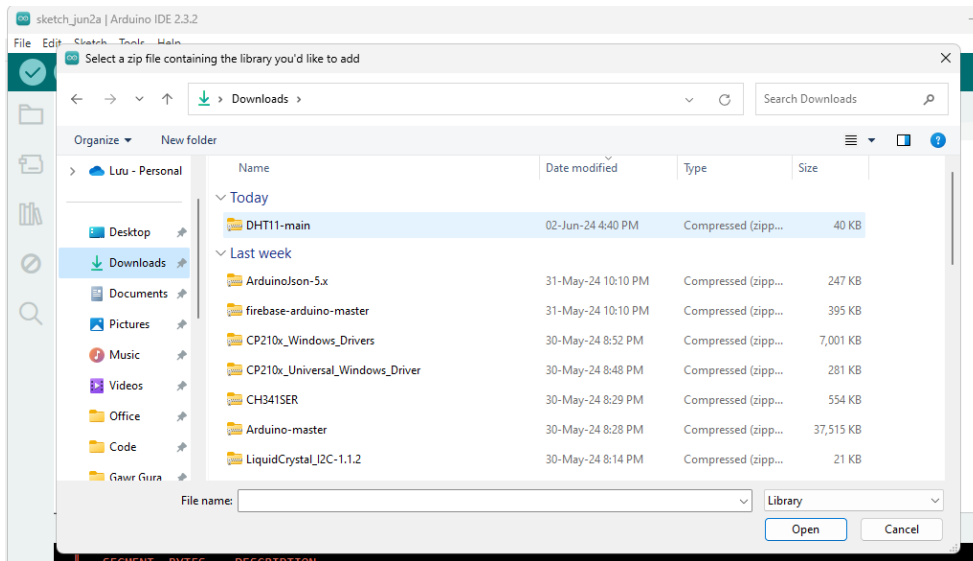 sketch_jun2a | Arduino IDE 2.3.2
File Edit Sketch Tools Help
Select a zip file containing the library you'd like to add
Downloads
Search Downloads
Organize
New folder
Lưu - Personal
Desktop
Downloads
Documents
Pictures
Music
Videos
Office
Code
Gawr Gura
Name Date modified Type Size
Today
DHT11-main 02-Jun-24 4:40 PM Compressed (zipp... 40 KB
Last week
ArduinoJson-5.x 31-May-24 10:10 PM Compressed (zipp... 247 KB
firebase-arduino-master 31-May-24 10:10 PM Compressed (zipp... 395 KB
CP210x_Windows_Drivers 30-May-24 8:52 PM Compressed (zipp... 7,001 KB
CP210x_Universal_Windows_Driver 30-May-24 8:48 PM Compressed (zipp... 281 KB
CH341SER 30-May-24 8:29 PM Compressed (zipp... 554 KB
Arduino-master 30-May-24 8:28 PM Compressed (zipp... 37,515 KB
LiquidCrystal_I2C-1.1.2 30-May-24 8:14 PM Compressed (zipp... 21 KB
File name:
Library
Open
Cancel
SEGMENT BYTES DESCRIPTION